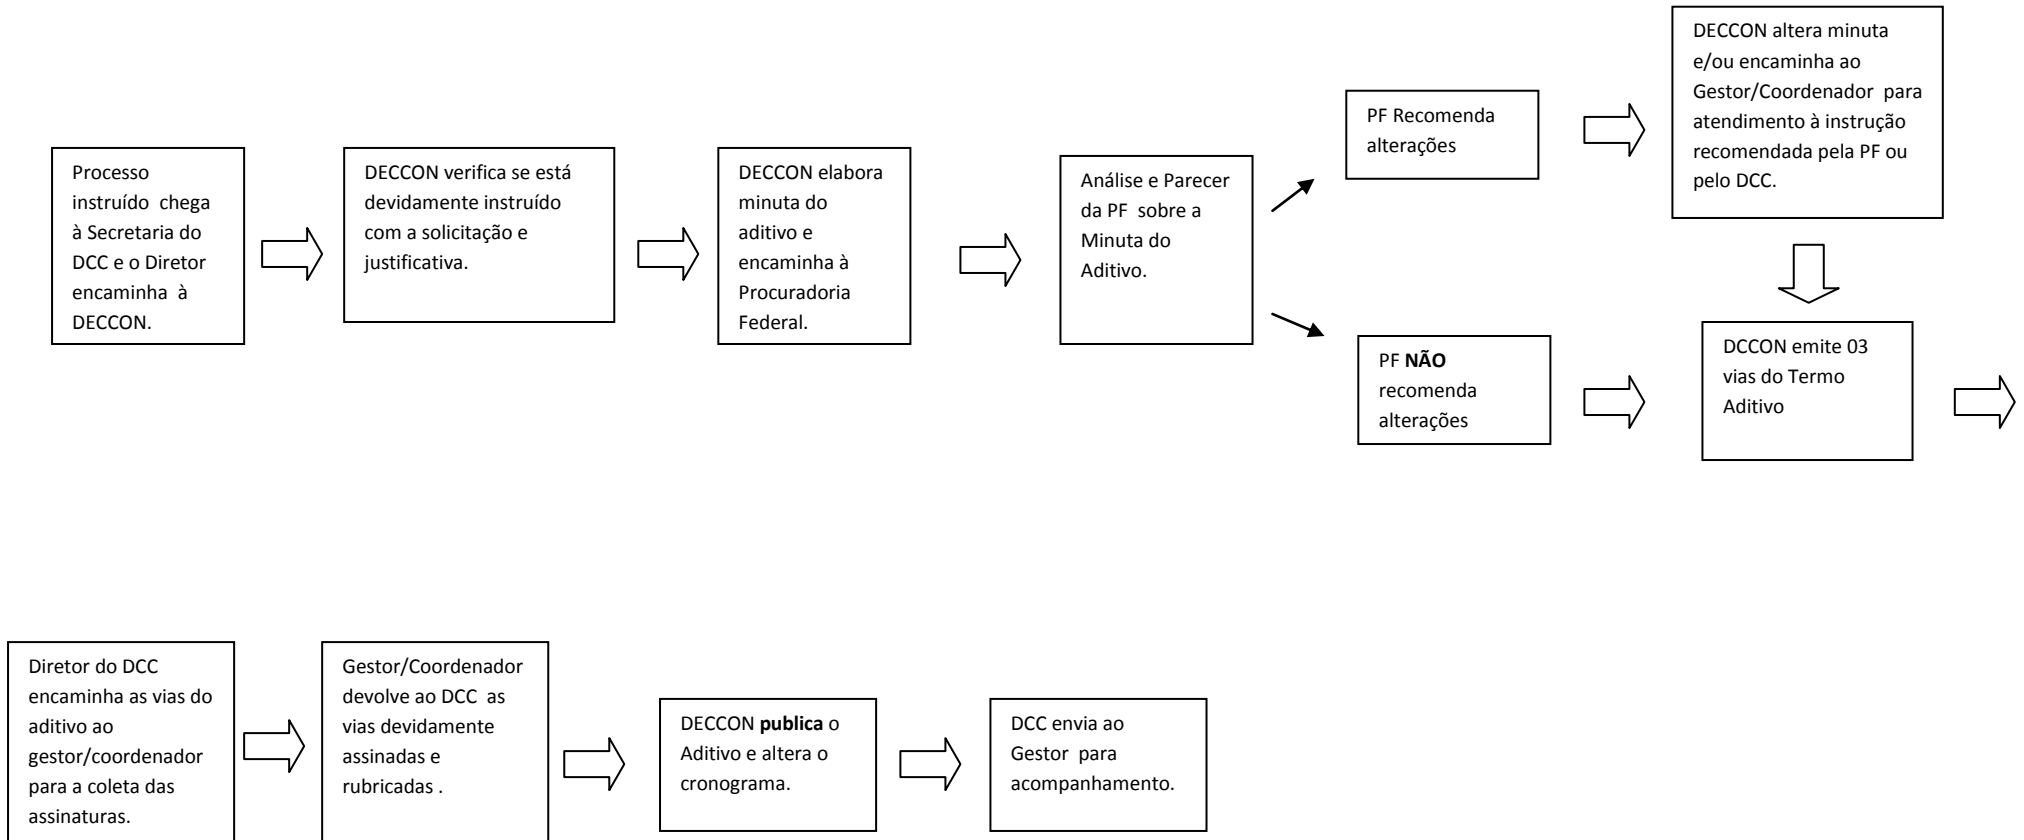 Processo
instruído chega
à Secretaria do
DCC e o Diretor
encaminha à
DECCON.
DECCON verifica se está
devidamente instruído
com a solicitação e
justificativa.
DECCON elabora
minuta do
aditivo e
encaminha à
Procuradoria
Federal.
Análise e Parecer
da PF sobre a
Minuta do
Aditivo.
PF Recomenda
alterações
DECCON altera minuta
e/ou encaminha ao
Gestor/Coordenador para
atendimento à instrução
recomendada pela PF ou
pelo DCC.
PF NÃO
recomenda
alterações
DCCON emite 03
vias do Termo
Aditivo
Diretor do DCC
encaminha as vias do
aditivo ao
gestor/coordenador
para a coleta das
assinaturas.
Gestor/Coordenador
devolve ao DCC as
vias devidamente
assinadas e
rubricadas .
DECCON publica o
Aditivo e altera o
cronograma.
DCC envia ao
Gestor para
acompanhamento.